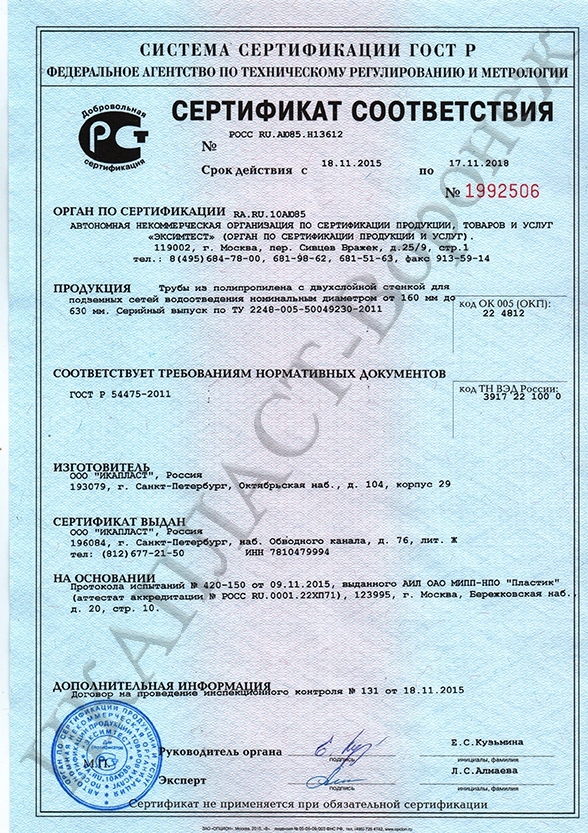 СИСТЕМА СЕРТИФИКАЦИИ ГОСТ Р
ФЕДЕРАЛЬНОЕ АГЕНТСТВО ПО ТЕХНИЧЕСКОМУ РЕГУЛИРОВАНИЮ И МЕТРОЛОГИИ
Добровольная
РСТ
сертификация
СЕРТИФИКАТ СООТВЕТСТВИЯ
РОСС RU.АЮ85.Н13612
№
Срок действия с 18.11.2015 по 17.11.2018
№ 1992506
ОРГАН ПО СЕРТИФИКАЦИИ RA.RU.10АЮ85
АВТОНОМНАЯ НЕКОММЕРЧЕСКАЯ ОРГАНИЗАЦИЯ ПО СЕРТИФИКАЦИИ ПРОДУКЦИИ, ТОВАРОВ И УСЛУГ
«ЭКСИМТЕСТ» (ОРГАН ПО СЕРТИФИКАЦИИ ПРОДУКЦИИ И УСЛУГ).
119002, г. Москва, пер. Сивцев Вражек, д.25/9, стр.1
тел.: 8(495)684-78-00, 681-98-62, 681-51-63, факс 913-59-14
ПРОДУКЦИЯ Трубы из полипропилена с двухслойной стенкой для
подземных сетей водоотведения номинальным диаметром от 160 мм до
630 мм. Серийный выпуск по ТУ 2248-005-50049230-2011
код ОК 005 (ОКП):
22 4812
СООТВЕТСТВУЕТ ТРЕБОВАНИЯМ НОРМАТИВНЫХ ДОКУМЕНТОВ
ГОСТ Р 54475-2011
код ТН ВЭД России:
3917 22 100 0
ИЗГОТОВИТЕЛЬ
ООО "ИКАПЛАСТ", Россия
193079, г. Санкт-Петербург, Октябрьская наб., д. 104, корпус 29
СЕРТИФИКАТ ВЫДАН
ООО "ИКАПЛАСТ", Россия
196084, г. Санкт-Петербург, наб. Обводного канала, д. 76, лит. Ж
тел: (812)677-21-50 ИНН 7810479994
НА ОСНОВАНИИ
Протокола испытаний № 420-150 от 09.11.2015, выданного АИЛ ОАО МИПП-НПО "Пластик"
(аттестат аккредитации № РОСС RU.0001.22ХП71), 123995, г. Москва, Бережковская наб.,
д. 20, стр. 10.
ДОПОЛНИТЕЛЬНАЯ ИНФОРМАЦИЯ
Договор на проведение инспекционного контроля № 131 от 18.11.2015
М.П.
Руководитель органа
подпись
Е.С.Кузьмина
инициалы, фамилия
Эксперт
подпись
Л.С.Алмаева
инициалы, фамилия
Сертификат не применяется при обязательной сертификации
ИКАПЛАСТ-Воронеж